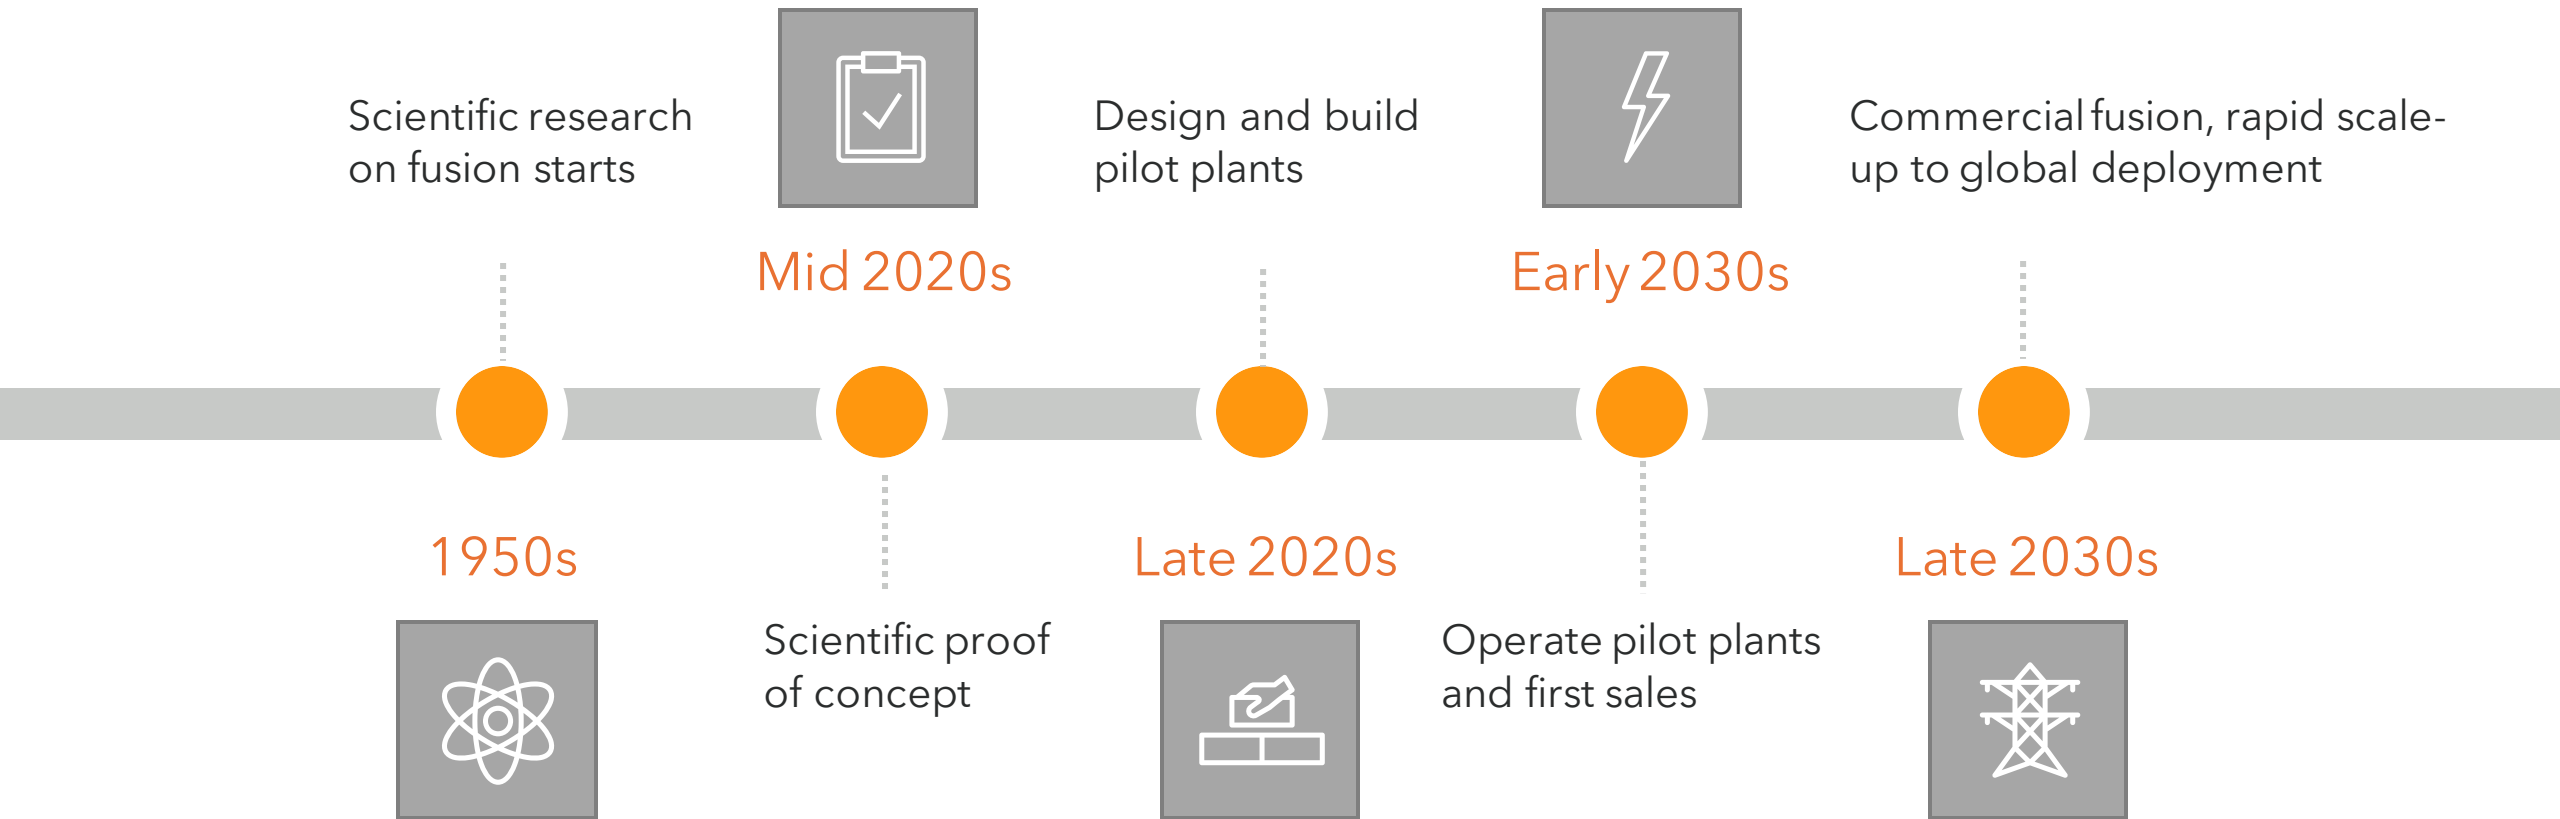 Scientific research
on fusion starts
1950s
Mid 2020s
Scientific proof
of concept
Design and build
pilot plants
Late 2020s
Early 2030s
Operate pilot plants
and first sales
Commercial fusion, rapid scale-
up to global deployment
Late 2030s